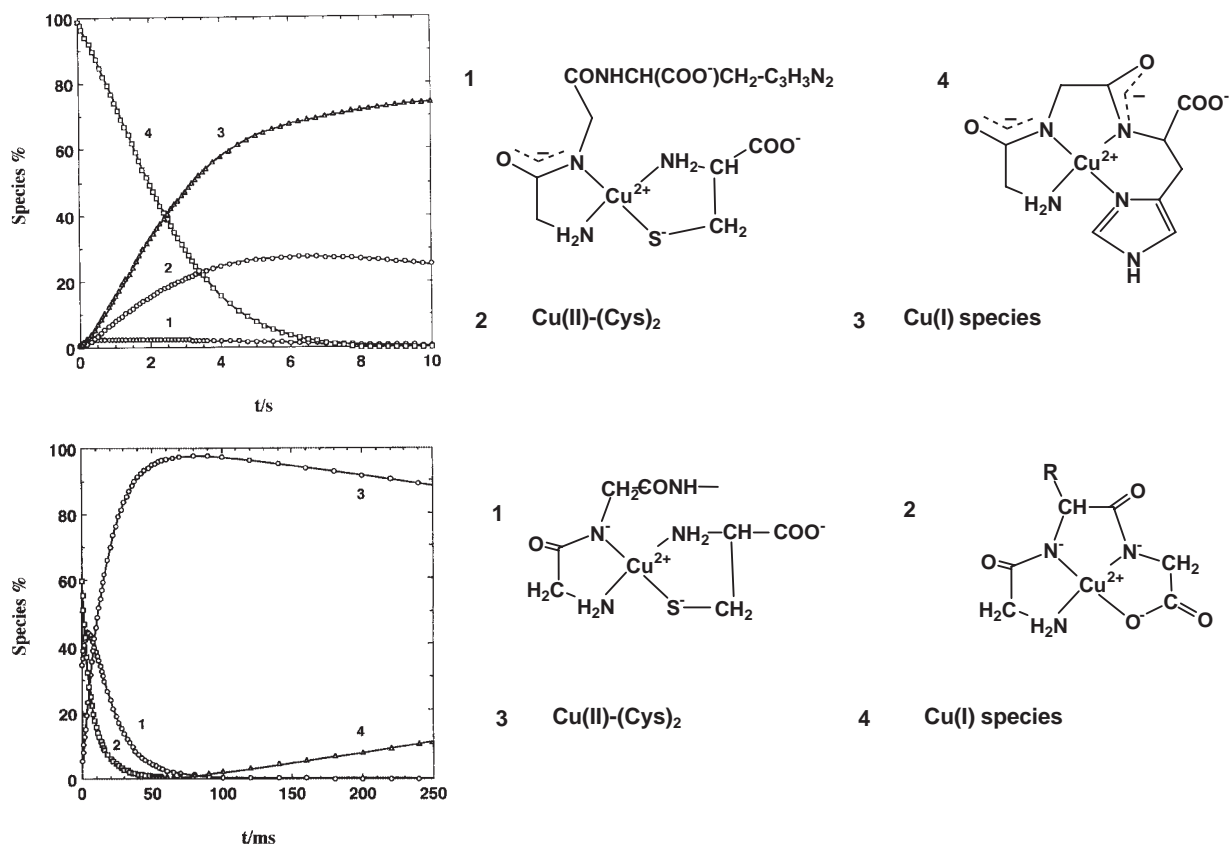 100
80
60
40
20
0
Species %
0 2 4 6 8 10
t/s
4
3
2
1
1
CONHCH(COO⁻)CH₂-C₃H₃N₂
O
N
NH₂
CH
COO⁻
Cu²⁺
H₂N
S⁻
CH₂
4
O
O
N
N
COO⁻
Cu²⁺
H₂N
N
N
H
2 Cu(II)-(Cys)₂
3 Cu(I) species
100
80
60
40
20
0
Species %
0 50 100 150 200 250
t/ms
3
1
2
4
1
CH₂CONH
O
N⁻
NH₂
CH
COO⁻
Cu²⁺
H₂C
H₂N
S⁻
CH₂
2
R
CH
O
O
N⁻
N⁻
CH₂
Cu²⁺
H₂C
H₂N
O⁻
C
O
3 Cu(II)-(Cys)₂
4 Cu(I) species